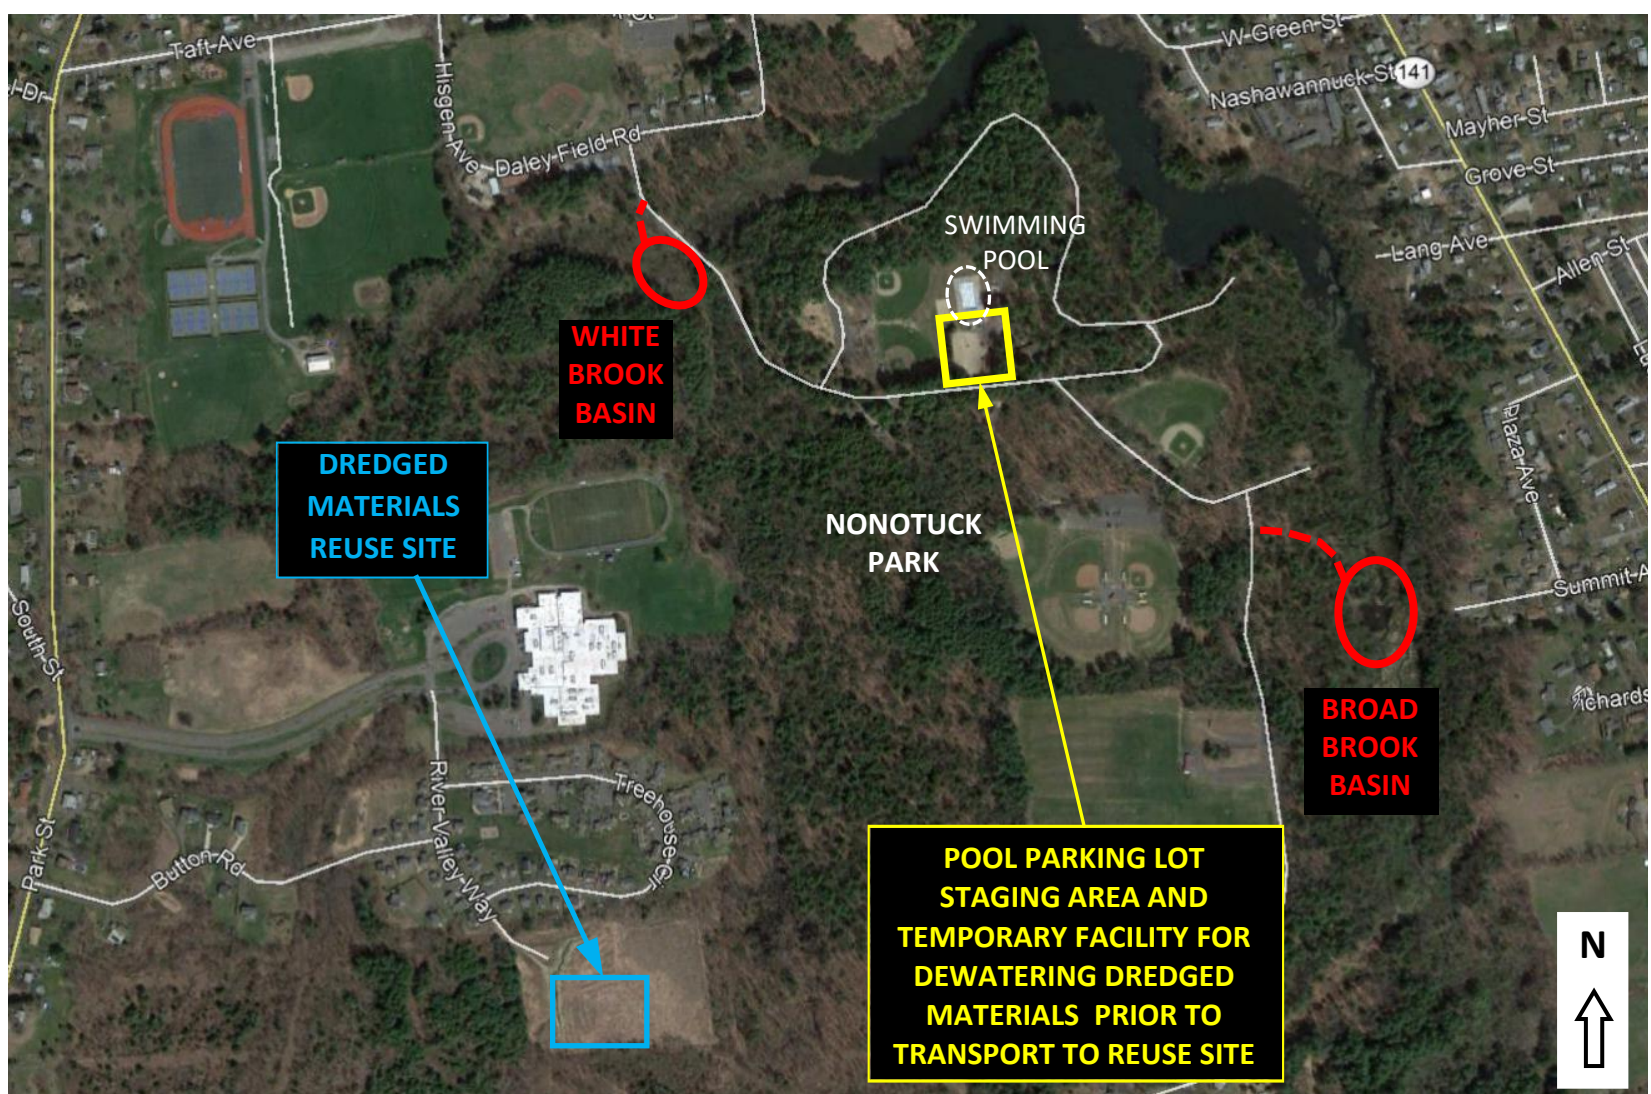 Taft Ave
Hisgen Ave
Daley Field Rd
W Green St
Nashawannuck St
141
Mayher St
Grove St
Lang Ave
Allen St
SWIMMING
POOL
WHITE
BROOK
BASIN
DREDGED
MATERIALS
REUSE SITE
NONOTUCK
PARK
Plaza Ave
Summit A
South St
BROAD
BROOK
BASIN
River Valley Way
Treehouse Cir
Park St
Button Rd
POOL PARKING LOT
STAGING AREA AND
TEMPORARY FACILITY FOR
DEWATERING DREDGED
MATERIALS PRIOR TO
TRANSPORT TO REUSE SITE
N